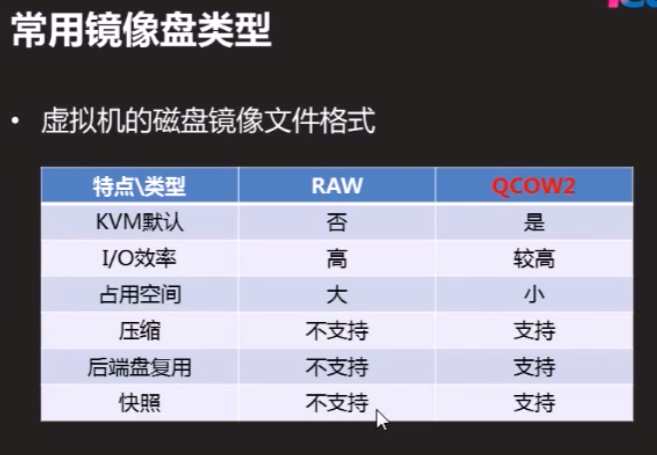 常用镜像盘类型
• 虚拟机的磁盘镜像文件格式
特点\类型 RAW QCOW2
KVM默认 否 是
I/O效率 高 较高
占用空间 大 小
压缩 不支持 支持
后端盘复用 不支持 支持
快照 不支持 支持